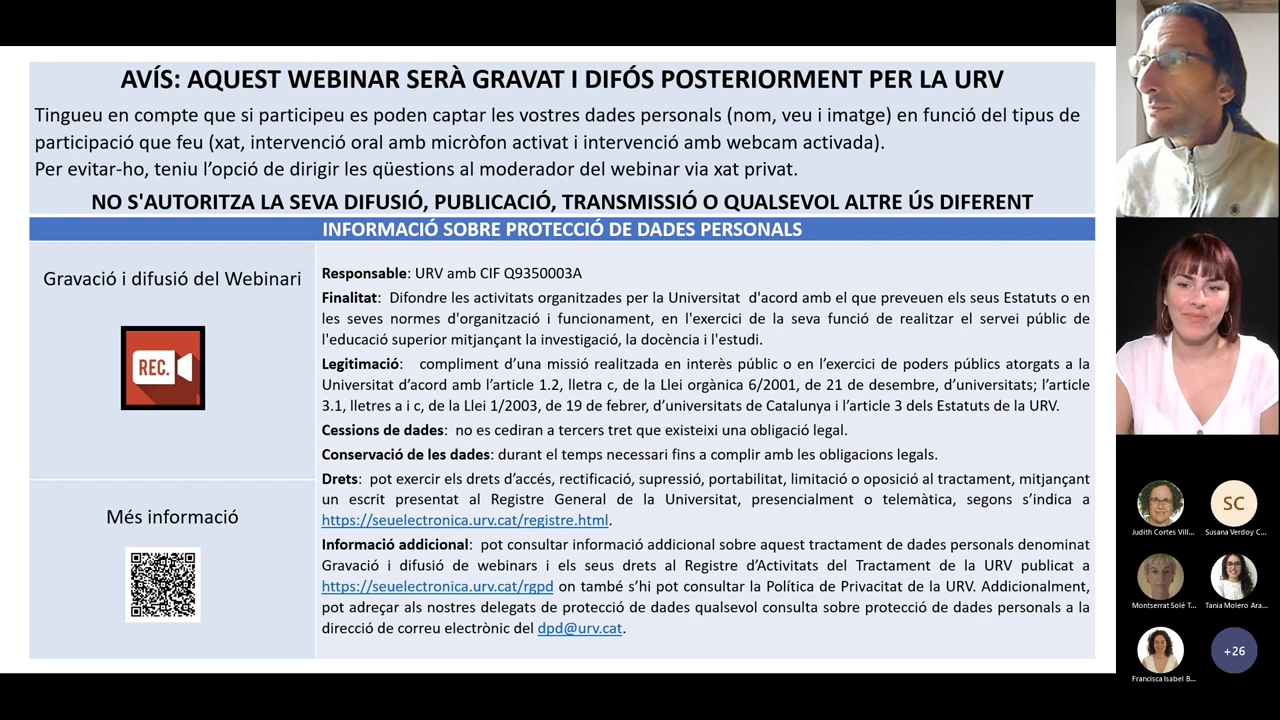 AVÍS: AQUEST WEBINAR SERÀ GRAVAT I DIFÓS POSTERIORMENT PER LA URV
Tingueu en compte que si participeu es poden captar les vostres dades personals (nom, veu i imatge) en funció del tipus de
participació que feu (xat, intervenció oral amb micròfon activat i intervenció amb webcam activada).
Per evitar-ho, teniu l’opció de dirigir les qüestions al moderador del webinar via xat privat.
NO S'AUTORITZA LA SEVA DIFUSIÓ, PUBLICACIÓ, TRANSMISSIÓ O QUALSEVOL ALTRE ÚS DIFERENT
INFORMACIÓ SOBRE PROTECCIÓ DE DADES PERSONALS
Gravació i difusió del Webinari
REC.
Més informació
Responsable: URV amb CIF Q9350003A
Finalitat: Difondre les activitats organitzades per la Universitat d'acord amb el que preveuen els seus Estatuts o en
les seves normes d'organització i funcionament, en l'exercici de la seva funció de realitzar el servei públic de
l'educació superior mitjançant la investigació, la docència i l'estudi.
Legitimació: compliment d’una missió realitzada en interès públic o en l’exercici de poders públics atorgats a la
Universitat d’acord amb l’article 1.2, lletra c, de la Llei orgànica 6/2001, de 21 de desembre, d’universitats; l’article
3.1, lletres a i c, de la Llei 1/2003, de 19 de febrer, d’universitats de Catalunya i l’article 3 dels Estatuts de la URV.
Cessions de dades: no es cediran a tercers tret que existeixi una obligació legal.
Conservació de les dades: durant el temps necessari fins a complir amb les obligacions legals.
Drets: pot exercir els drets d’accés, rectificació, supressió, portabilitat, limitació o oposició al tractament, mitjançant
un escrit presentat al Registre General de la Universitat, presencialment o telemàtica, segons s’indica a
https://seuelectronica.urv.cat/registre.html.
Informació addicional: pot consultar informació addicional sobre aquest tractament de dades personals denominat
Gravació i difusió de webinars i els seus drets al Registre d’Activitats del Tractament de la URV publicat a
https://seuelectronica.urv.cat/rgpd on també s’hi pot consultar la Política de Privacitat de la URV. Addicionalment,
pot adreçar als nostres delegats de protecció de dades qualsevol consulta sobre protecció de dades personals a la
direcció de correu electrònic del dpd@urv.cat.
SC
Judith Cortes Vill...
Susana Verdoy C...
Montserrat Solé T...
Tania Molero Ara...
+26
Francisca Isabel B...